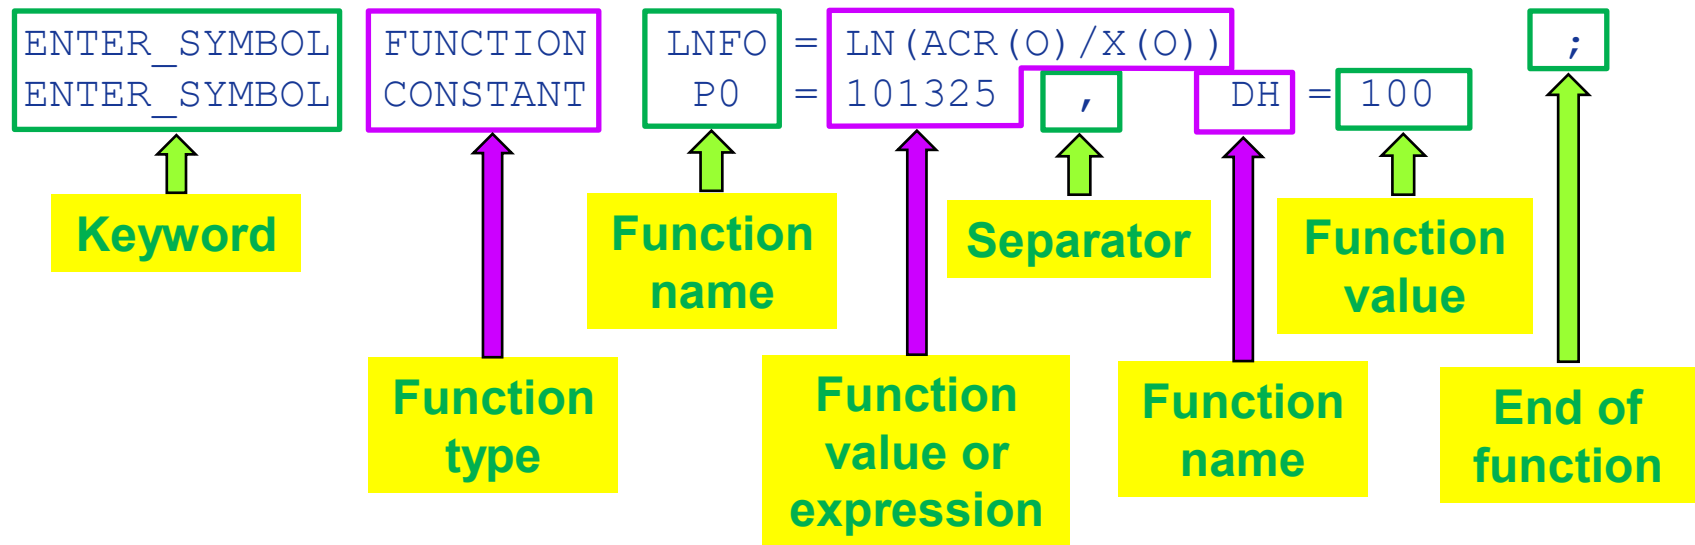 ENTER_SYMBOL FUNCTION LNFO = LN(ACR(O)/X(O)) ;
ENTER_SYMBOL CONSTANT P0 = 101325 , DH = 100
Keyword
Function
name
Separator
Function
value
Function
type
Function
value or
expression
Function
name
End of
function